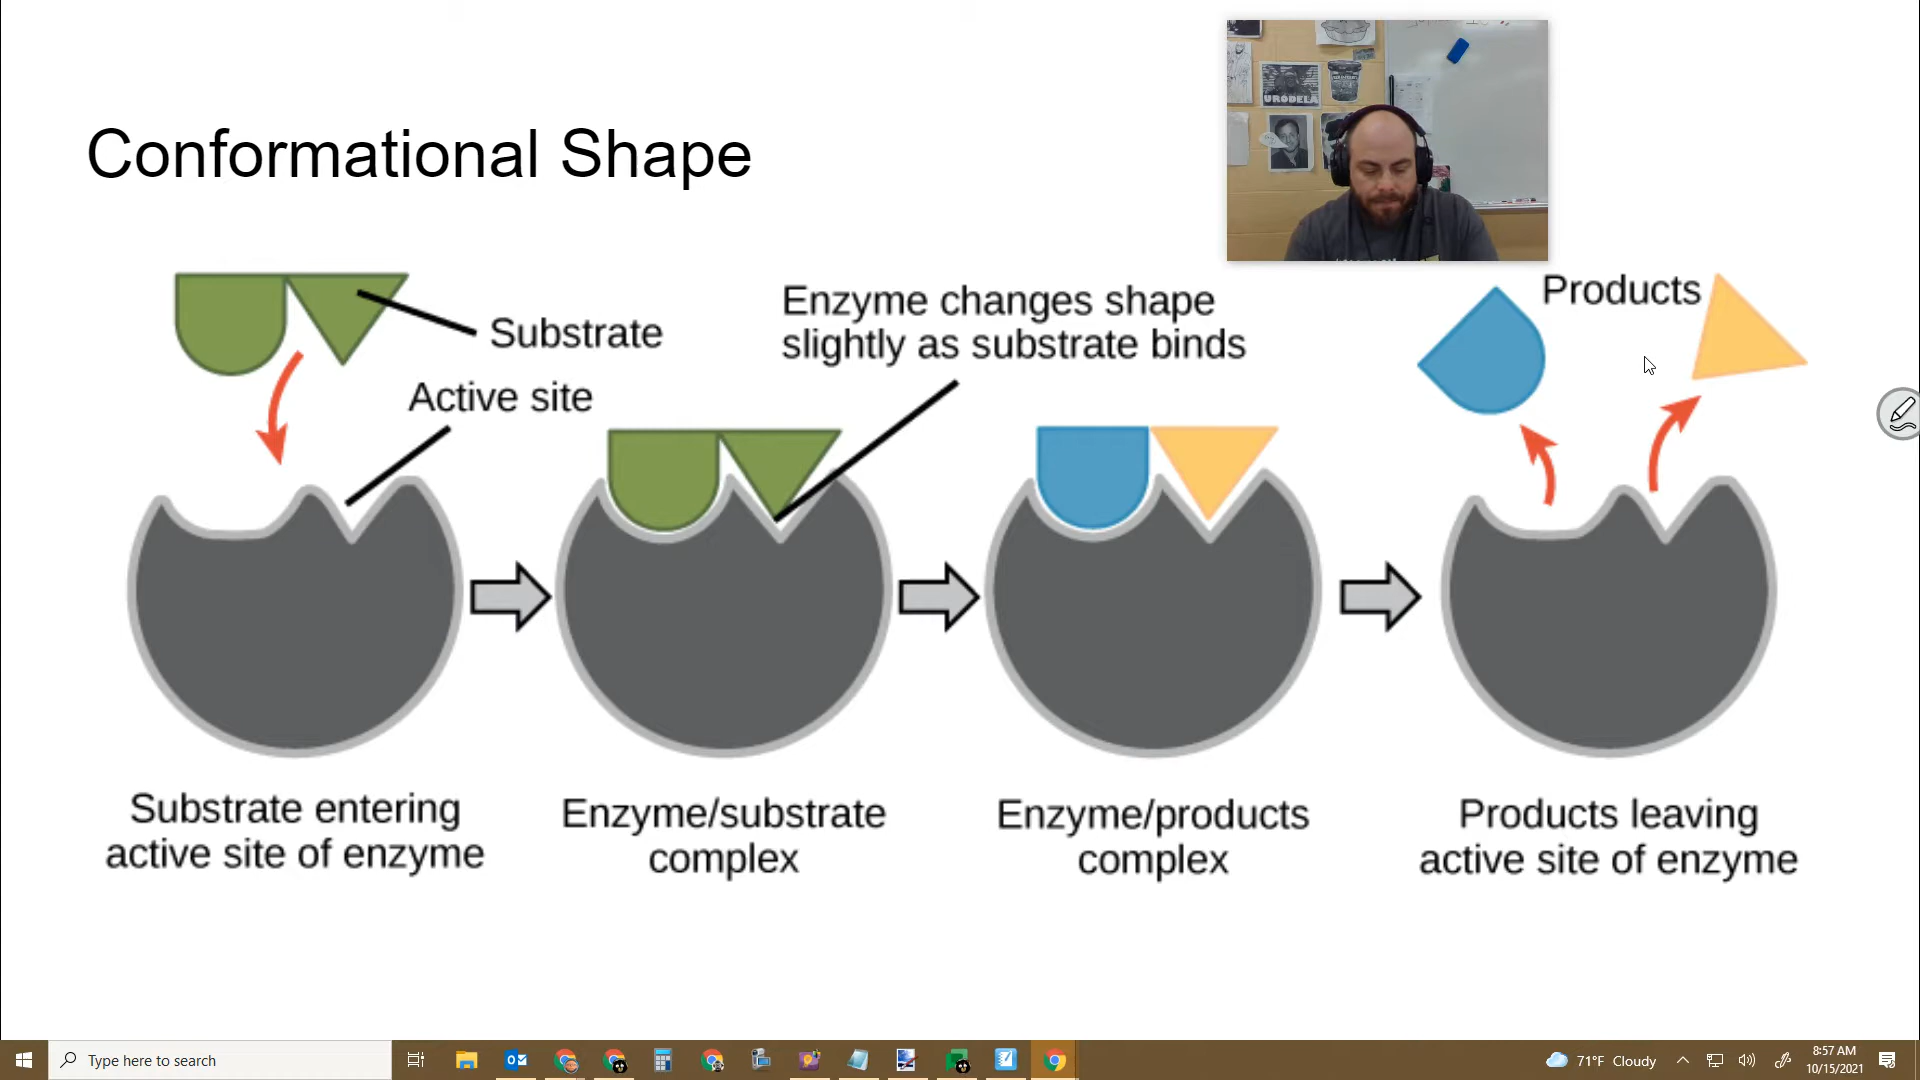 URODELA
Conformational Shape
Products
Enzyme changes shape
slightly as substrate binds
Substrate
Active site
Substrate entering
active site of enzyme
Enzyme/substrate
complex
Enzyme/products
complex
Products leaving
active site of enzyme
Type here to search
71°F Cloudy
8:57 AM
10/15/2021